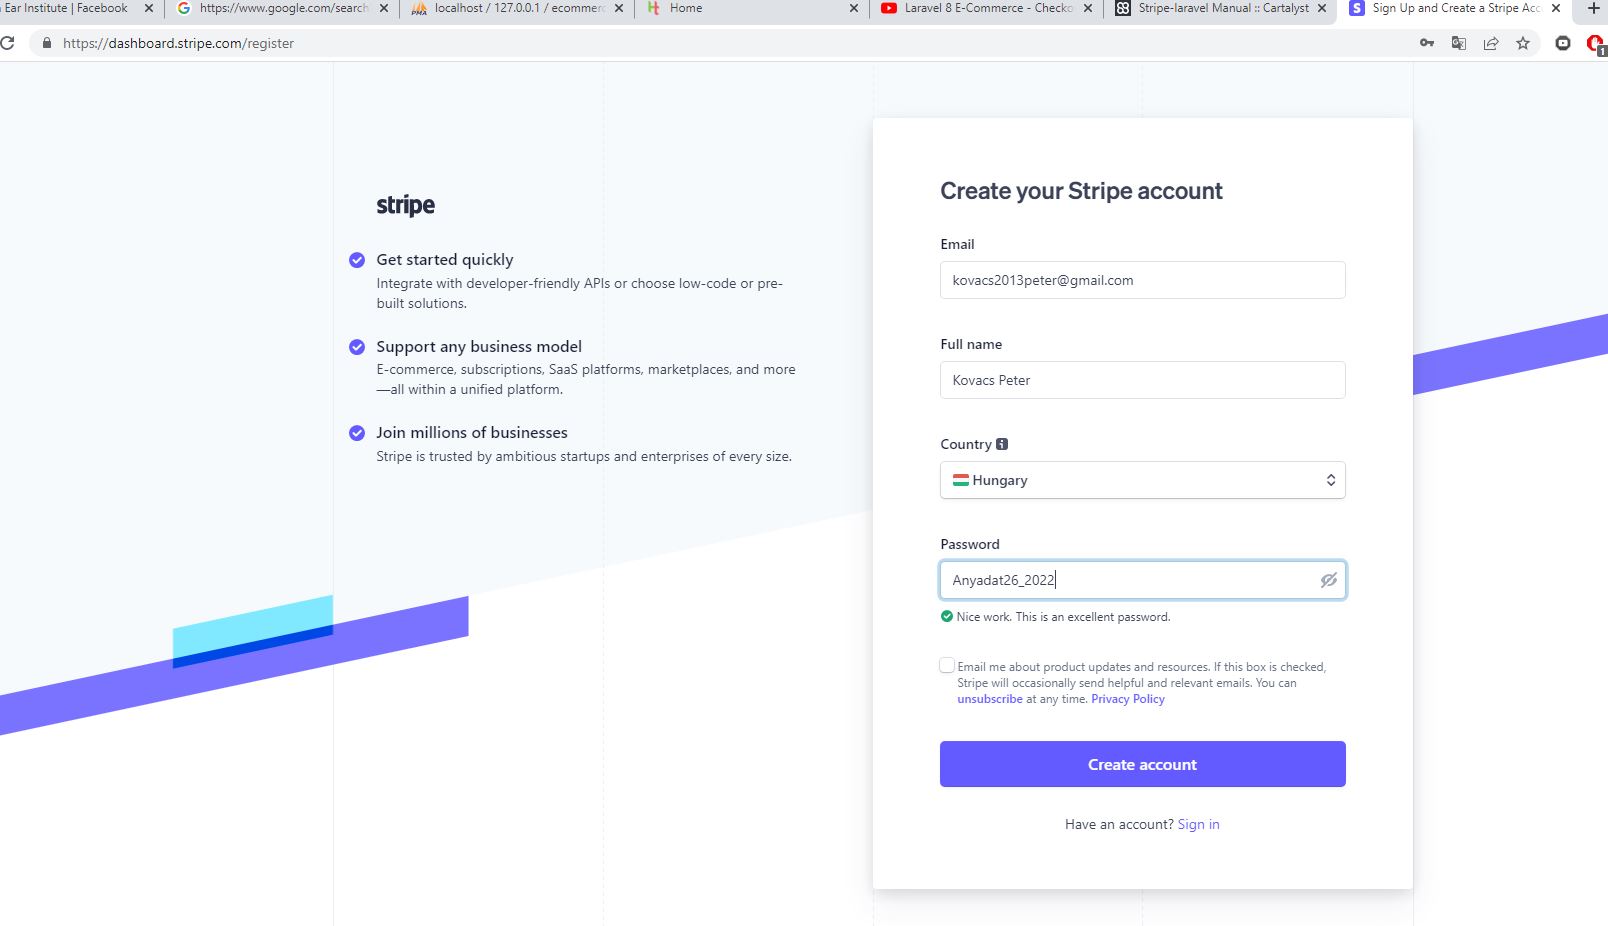 Ear Institute | Facebook
https://www.google.com/search
localhost / 127.0.0.1 / ecommerc
Home
Laravel 8 E-Commerce - Checko
Stripe-laravel Manual :: Cartalyst
Sign Up and Create a Stripe Acc
https://dashboard.stripe.com/register
1
stripe
Get started quickly
Integrate with developer-friendly APIs or choose low-code or pre-
built solutions.
Support any business model
E-commerce, subscriptions, SaaS platforms, marketplaces, and more
—all within a unified platform.
Join millions of businesses
Stripe is trusted by ambitious startups and enterprises of every size.
Create your Stripe account
Email
kovacs2013peter@gmail.com
Full name
Kovacs Peter
Country
Hungary
Password
Anyadat26_2022
Nice work. This is an excellent password.
Email me about product updates and resources. If this box is checked,
Stripe will occasionally send helpful and relevant emails. You can
unsubscribe at any time. Privacy Policy
Create account
Have an account? Sign in